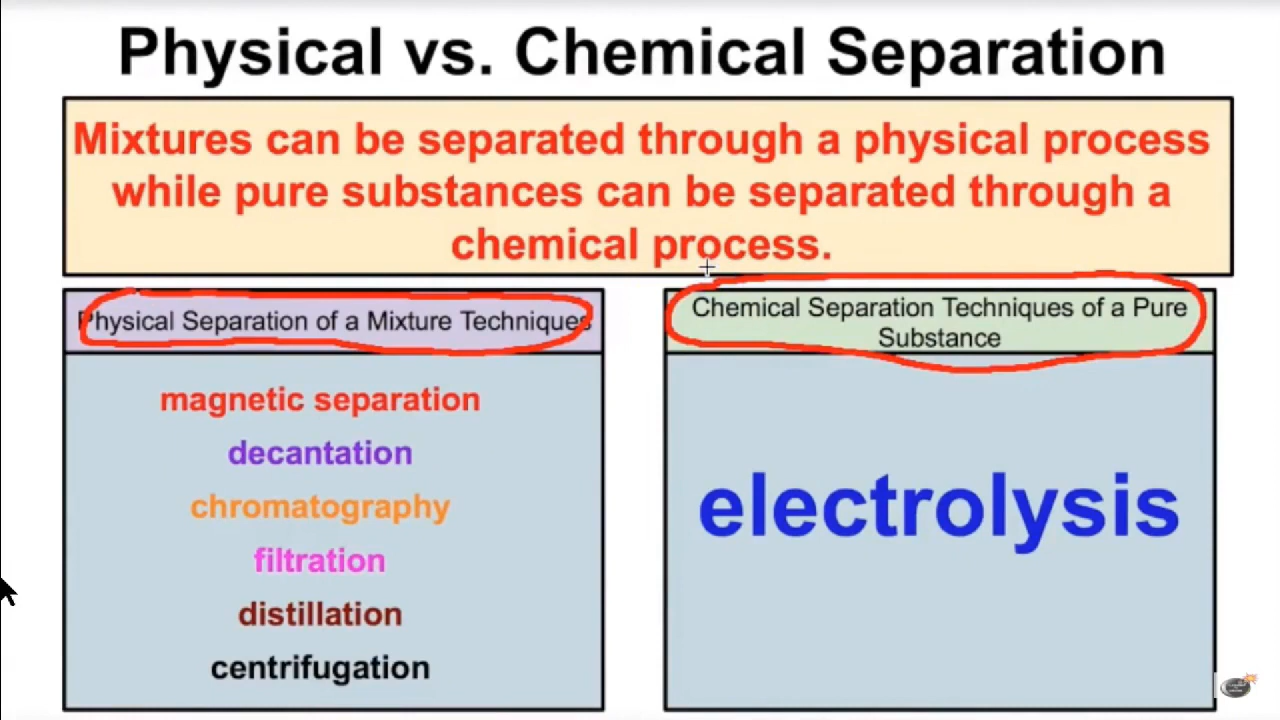 Physical vs. Chemical Separation
Mixtures can be separated through a physical process
while pure substances can be separated through a
chemical process.
Physical Separation of a Mixture Techniques
magnetic separation
decantation
chromatography
filtration
distillation
centrifugation
Chemical Separation Techniques of a Pure
Substance
electrolysis